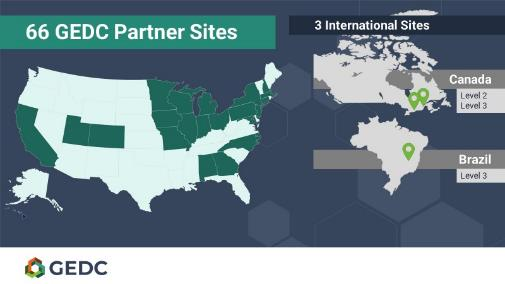 66 GEDC Partner Sites
3 International Sites
Canada
Level 2
Level 3
Brazil
Level 3
GEDC